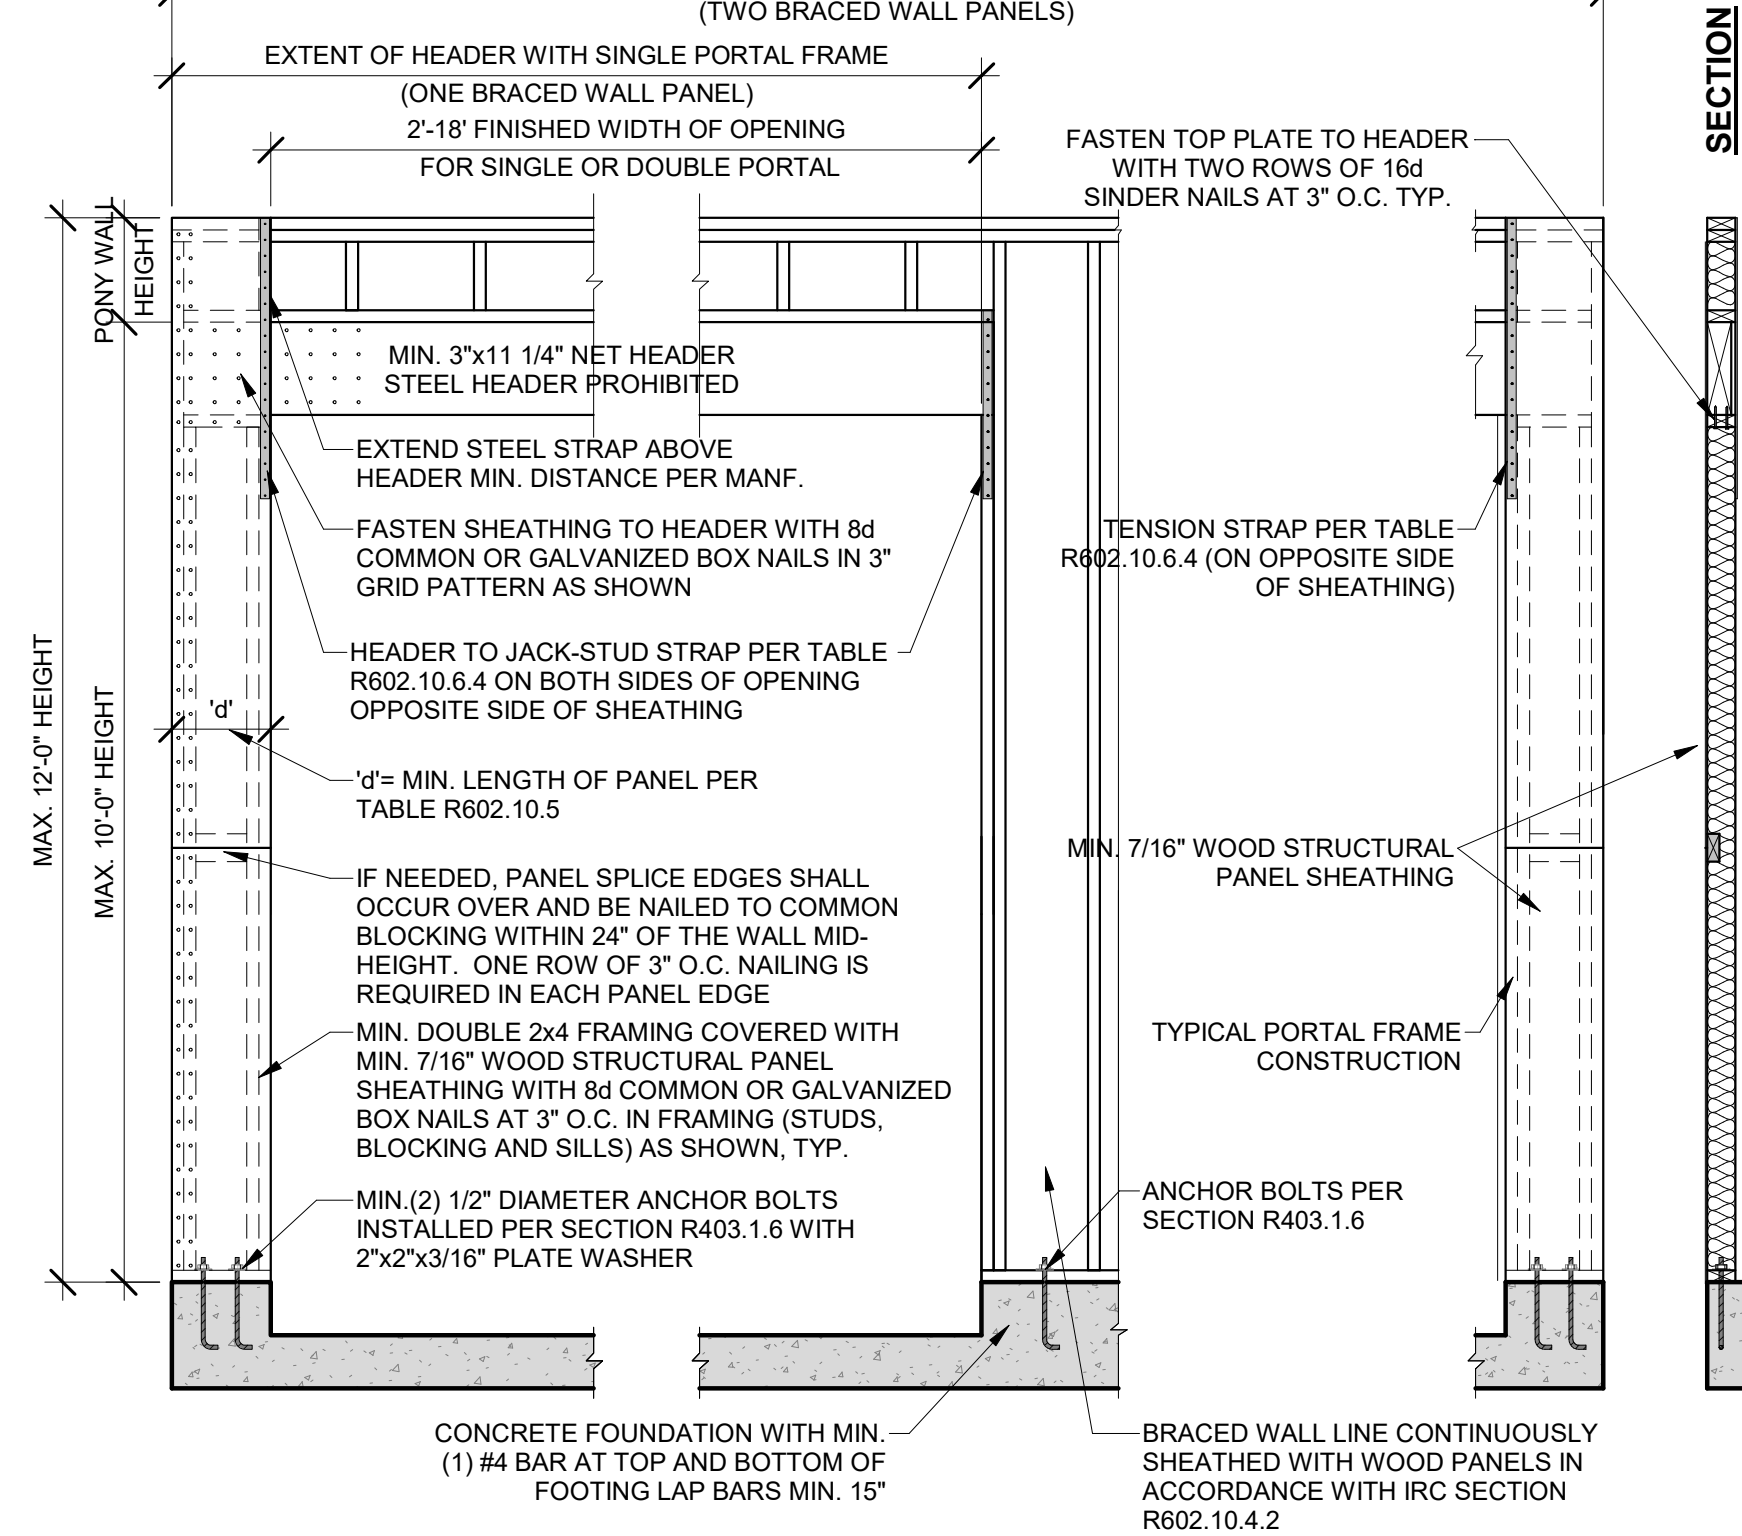 (TWO BRACED WALL PANELS)
EXTENT OF HEADER WITH SINGLE PORTAL FRAME
(ONE BRACED WALL PANEL)
2'-18' FINISHED WIDTH OF OPENING
FOR SINGLE OR DOUBLE PORTAL
FASTEN TOP PLATE TO HEADER
WITH TWO ROWS OF 16d
SINDER NAILS AT 3" O.C. TYP.
SECTION
PONY WALL
HEIGHT
MIN. 3"x11 1/4" NET HEADER
STEEL HEADER PROHIBITED
EXTEND STEEL STRAP ABOVE
HEADER MIN. DISTANCE PER MANF.
FASTEN SHEATHING TO HEADER WITH 8d
COMMON OR GALVANIZED BOX NAILS IN 3"
GRID PATTERN AS SHOWN
TENSION STRAP PER TABLE
R602.10.6.4 (ON OPPOSITE SIDE
OF SHEATHING)
HEADER TO JACK-STUD STRAP PER TABLE
R602.10.6.4 ON BOTH SIDES OF OPENING
OPPOSITE SIDE OF SHEATHING
MAX. 12'-0" HEIGHT
MAX. 10'-0" HEIGHT
'd'
'd'= MIN. LENGTH OF PANEL PER
TABLE R602.10.5
MIN. 7/16" WOOD STRUCTURAL
PANEL SHEATHING
IF NEEDED, PANEL SPLICE EDGES SHALL
OCCUR OVER AND BE NAILED TO COMMON
BLOCKING WITHIN 24" OF THE WALL MID-
HEIGHT. ONE ROW OF 3" O.C. NAILING IS
REQUIRED IN EACH PANEL EDGE
MIN. DOUBLE 2x4 FRAMING COVERED WITH
MIN. 7/16" WOOD STRUCTURAL PANEL
SHEATHING WITH 8d COMMON OR GALVANIZED
BOX NAILS AT 3" O.C. IN FRAMING (STUDS,
BLOCKING AND SILLS) AS SHOWN, TYP.
TYPICAL PORTAL FRAME
CONSTRUCTION
MIN.(2) 1/2" DIAMETER ANCHOR BOLTS
INSTALLED PER SECTION R403.1.6 WITH
2"x2"x3/16" PLATE WASHER
ANCHOR BOLTS PER
SECTION R403.1.6
CONCRETE FOUNDATION WITH MIN.
(1) #4 BAR AT TOP AND BOTTOM OF
FOOTING LAP BARS MIN. 15"
BRACED WALL LINE CONTINUOUSLY
SHEATHED WITH WOOD PANELS IN
ACCORDANCE WITH IRC SECTION
R602.10.4.2